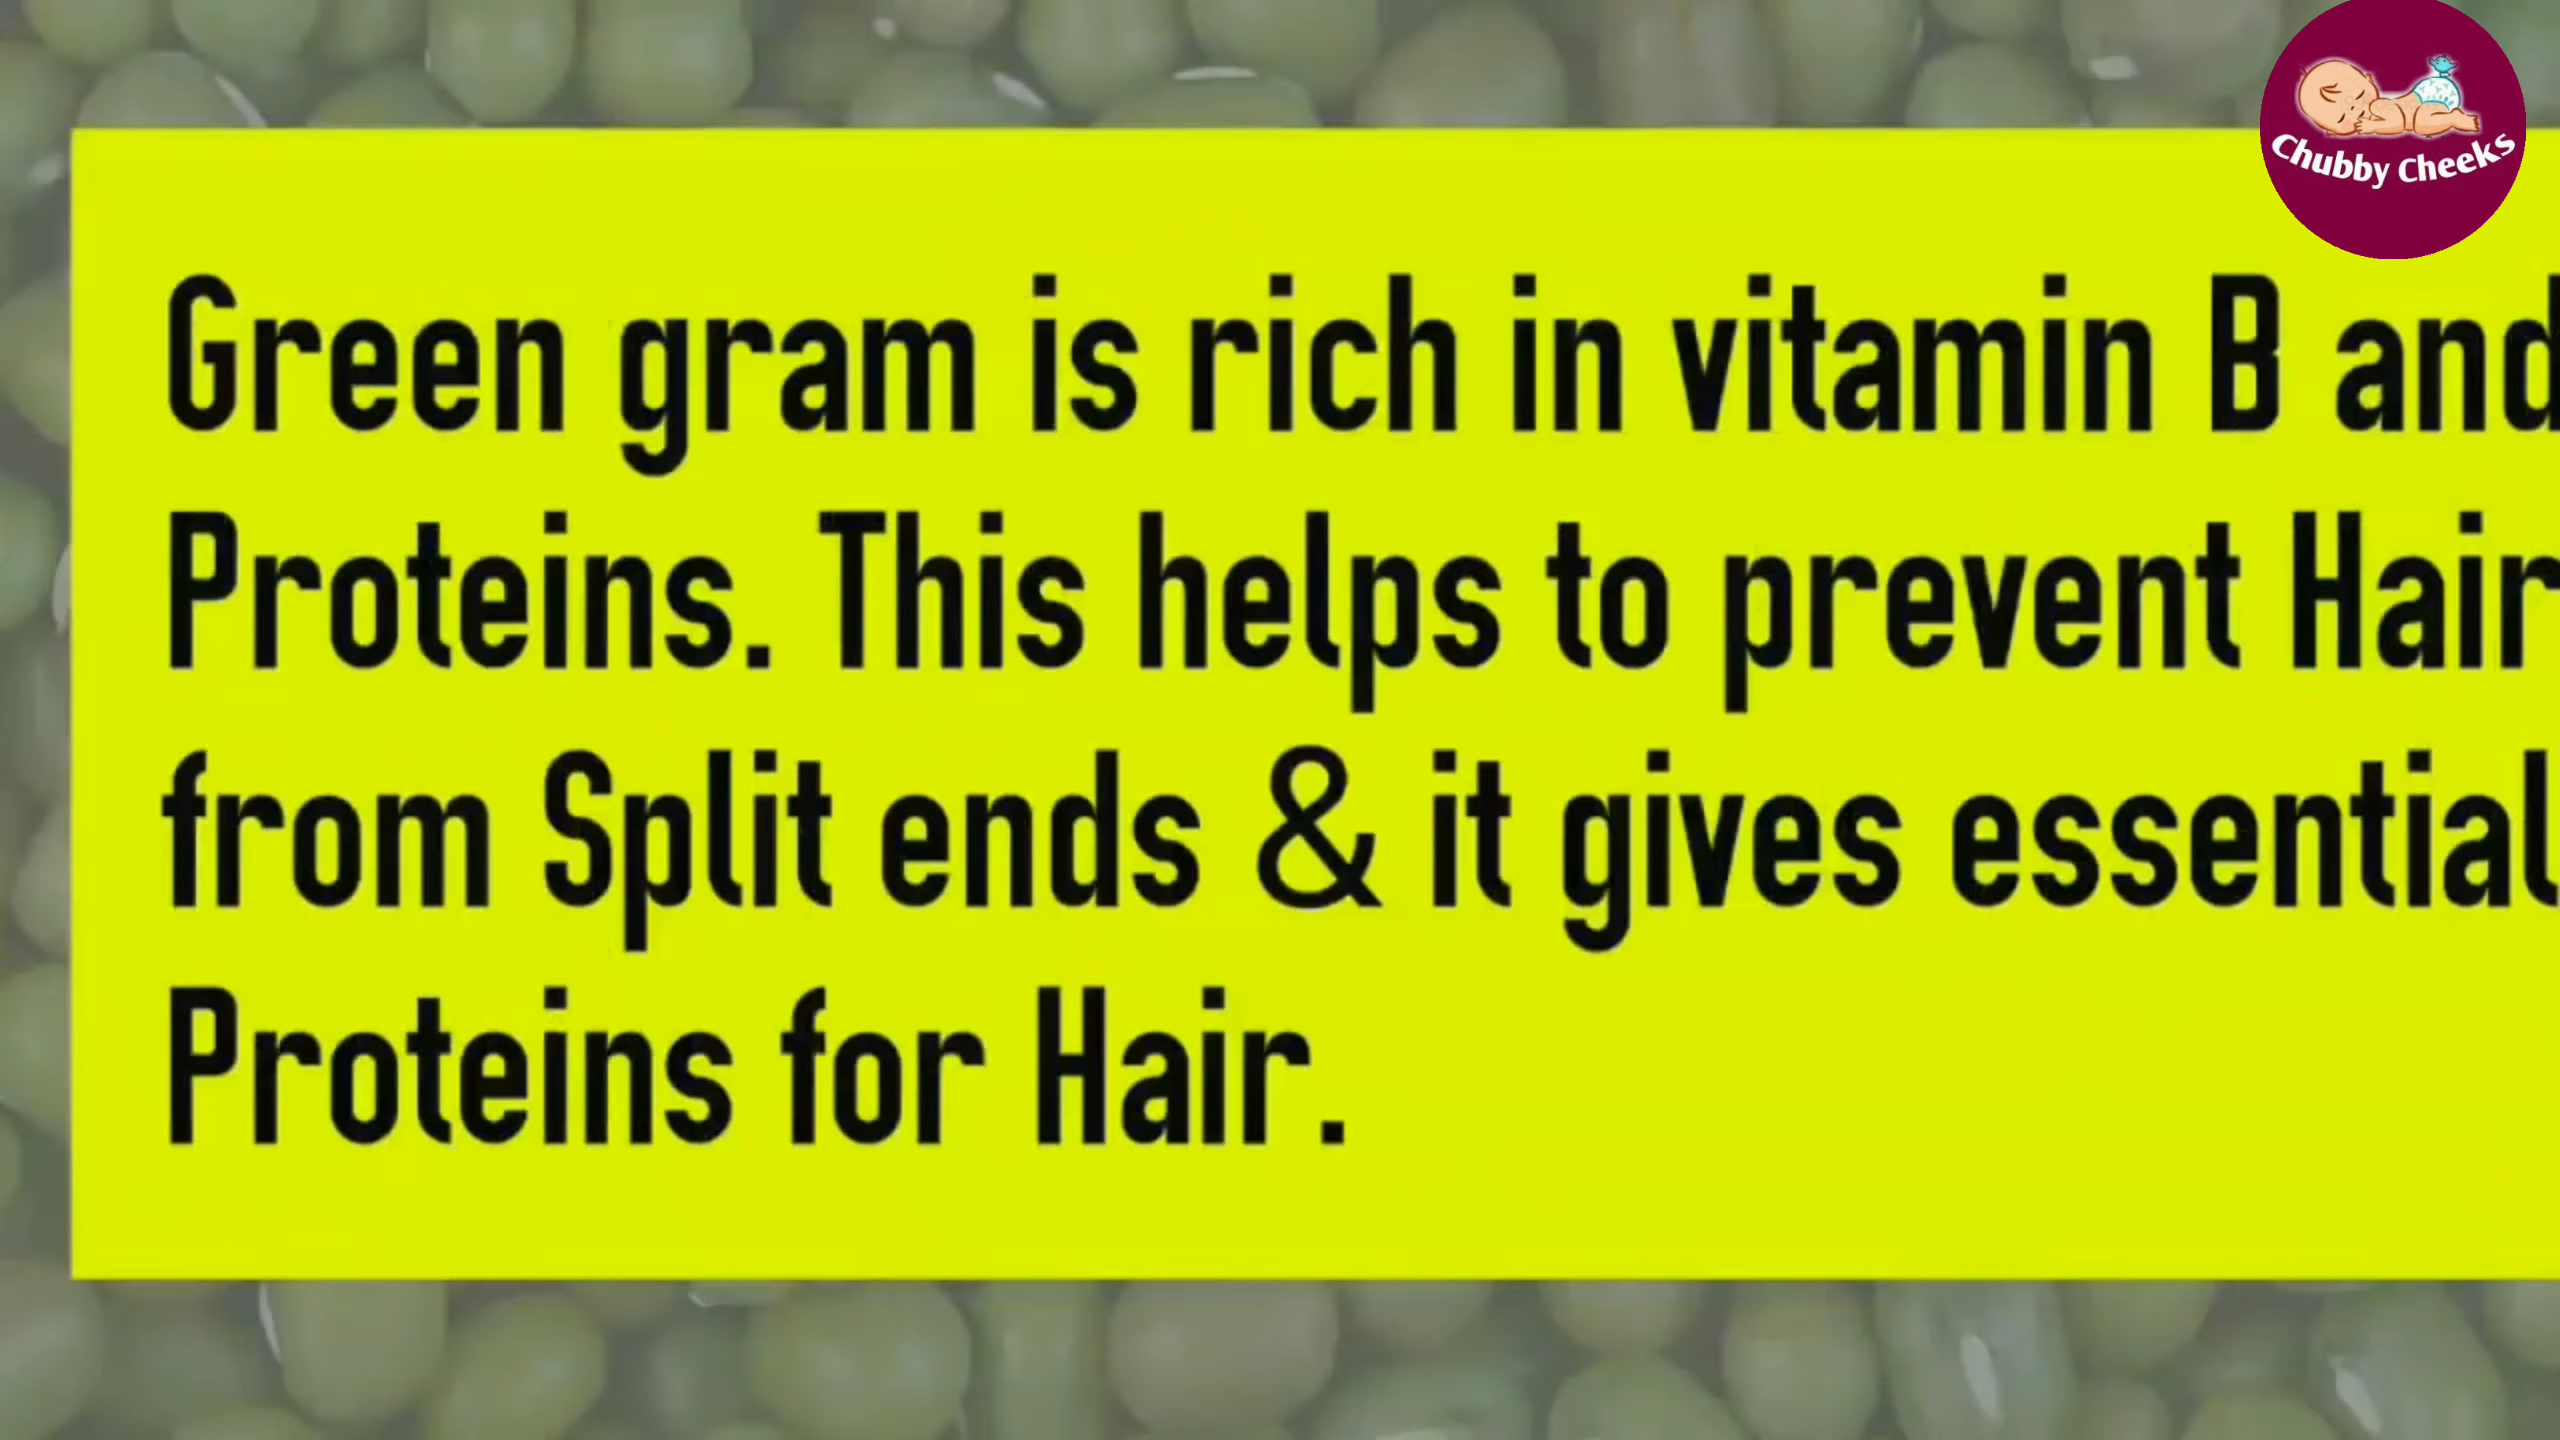 Chubby Cheeks
Green gram is rich in vitamin B and
Proteins. This helps to prevent Hair
from Split ends & it gives essential
Proteins for Hair.